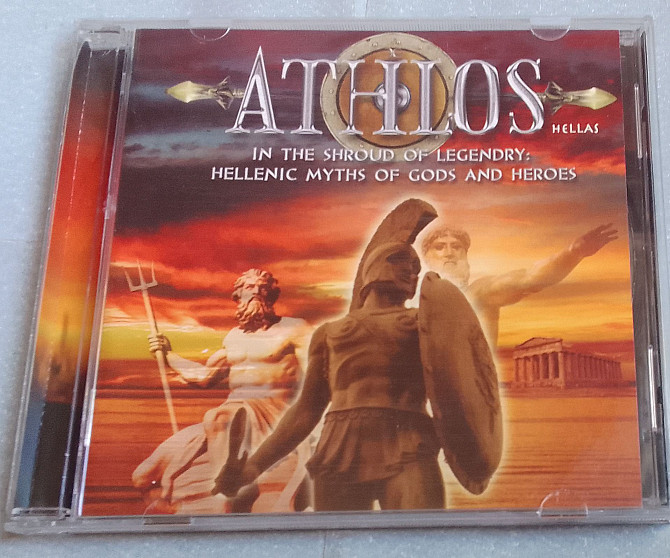 ATHLOS
HELLAS
IN THE SHROUD OF LEGENDRY:
HELLENIC MYTHS OF GODS AND HEROES